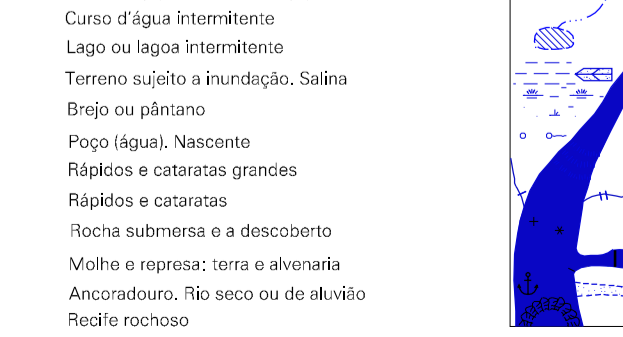 Curso d'água intermitente
Lago ou lagoa intermitente
Terreno sujeito a inundação. Salina
Brejo ou pântano
Poço (água). Nascente
Rápidos e cataratas grandes
Rápidos e cataratas
Rocha submersa e a descoberto
Molhe e represa: terra e alvenaria
Ancoradouro. Rio seco ou de aluvião
Recife rochoso